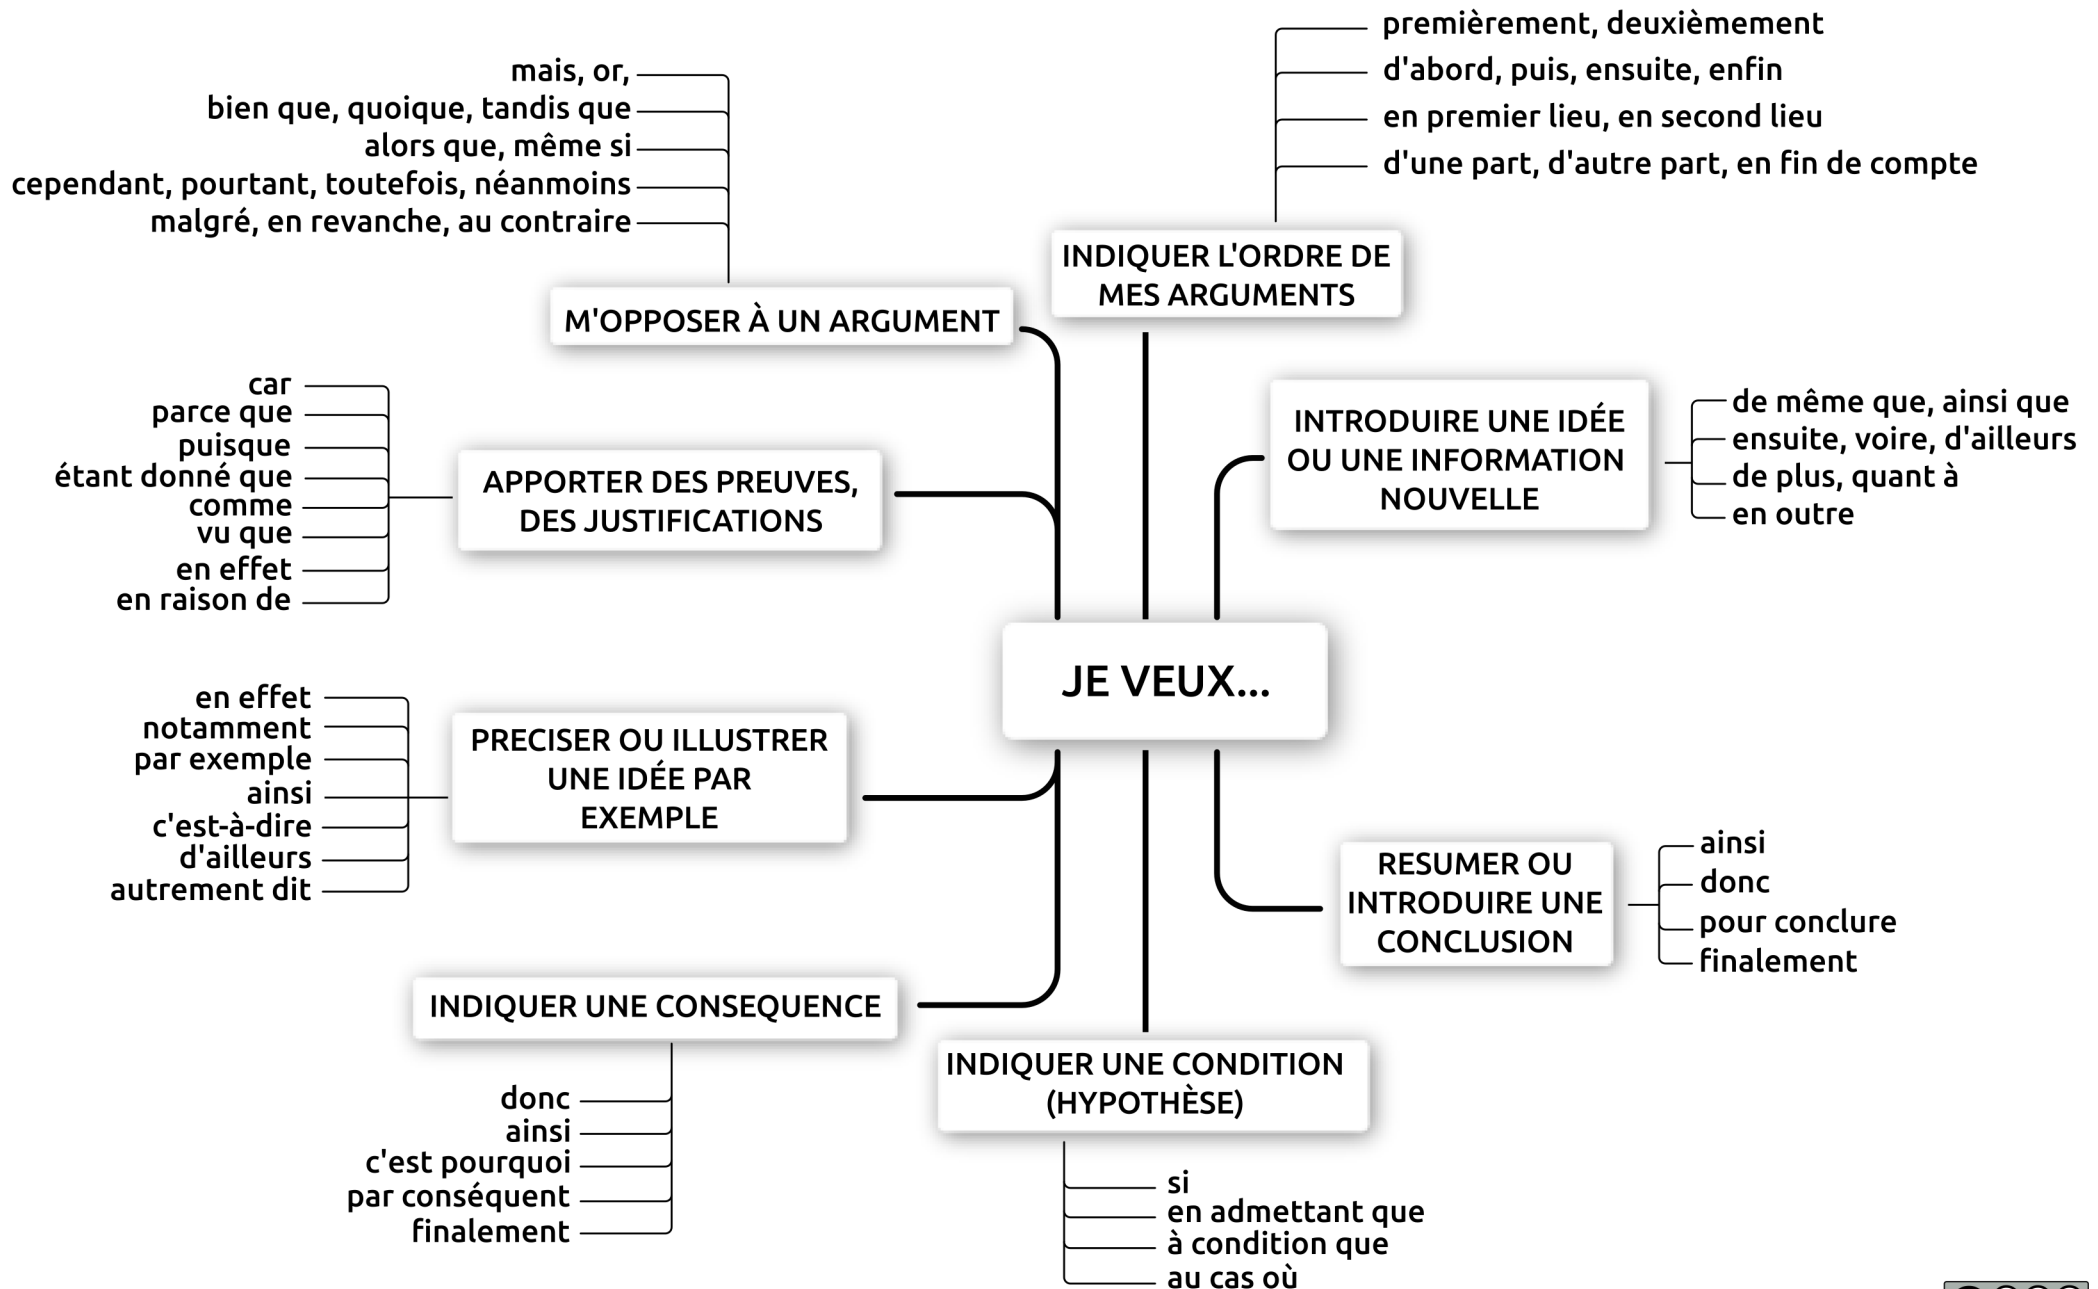 premièrement, deuxièmement
d'abord, puis, ensuite, enfin
en premier lieu, en second lieu
d'une part, d'autre part, en fin de compte
INDIQUER L'ORDRE DE
MES ARGUMENTS
mais, or,
bien que, quoique, tandis que
alors que, même si
cependant, pourtant, toutefois, néanmoins
malgré, en revanche, au contraire
M'OPPOSER À UN ARGUMENT
INTRODUIRE UNE IDÉE
OU UNE INFORMATION
NOUVELLE
de même que, ainsi que
ensuite, voire, d'ailleurs
de plus, quant à
en outre
car
parce que
puisque
étant donné que
comme
vu que
en effet
en raison de
APPORTER DES PREUVES,
DES JUSTIFICATIONS
JE VEUX...
en effet
notamment
par exemple
ainsi
c'est-à-dire
d'ailleurs
autrement dit
PRECISER OU ILLUSTRER
UNE IDÉE PAR
EXEMPLE
RESUMER OU
INTRODUIRE UNE
CONCLUSION
ainsi
donc
pour conclure
finalement
INDIQUER UNE CONSEQUENCE
donc
ainsi
c'est pourquoi
par conséquent
finalement
INDIQUER UNE CONDITION
(HYPOTHÈSE)
si
en admettant que
à condition que
au cas où